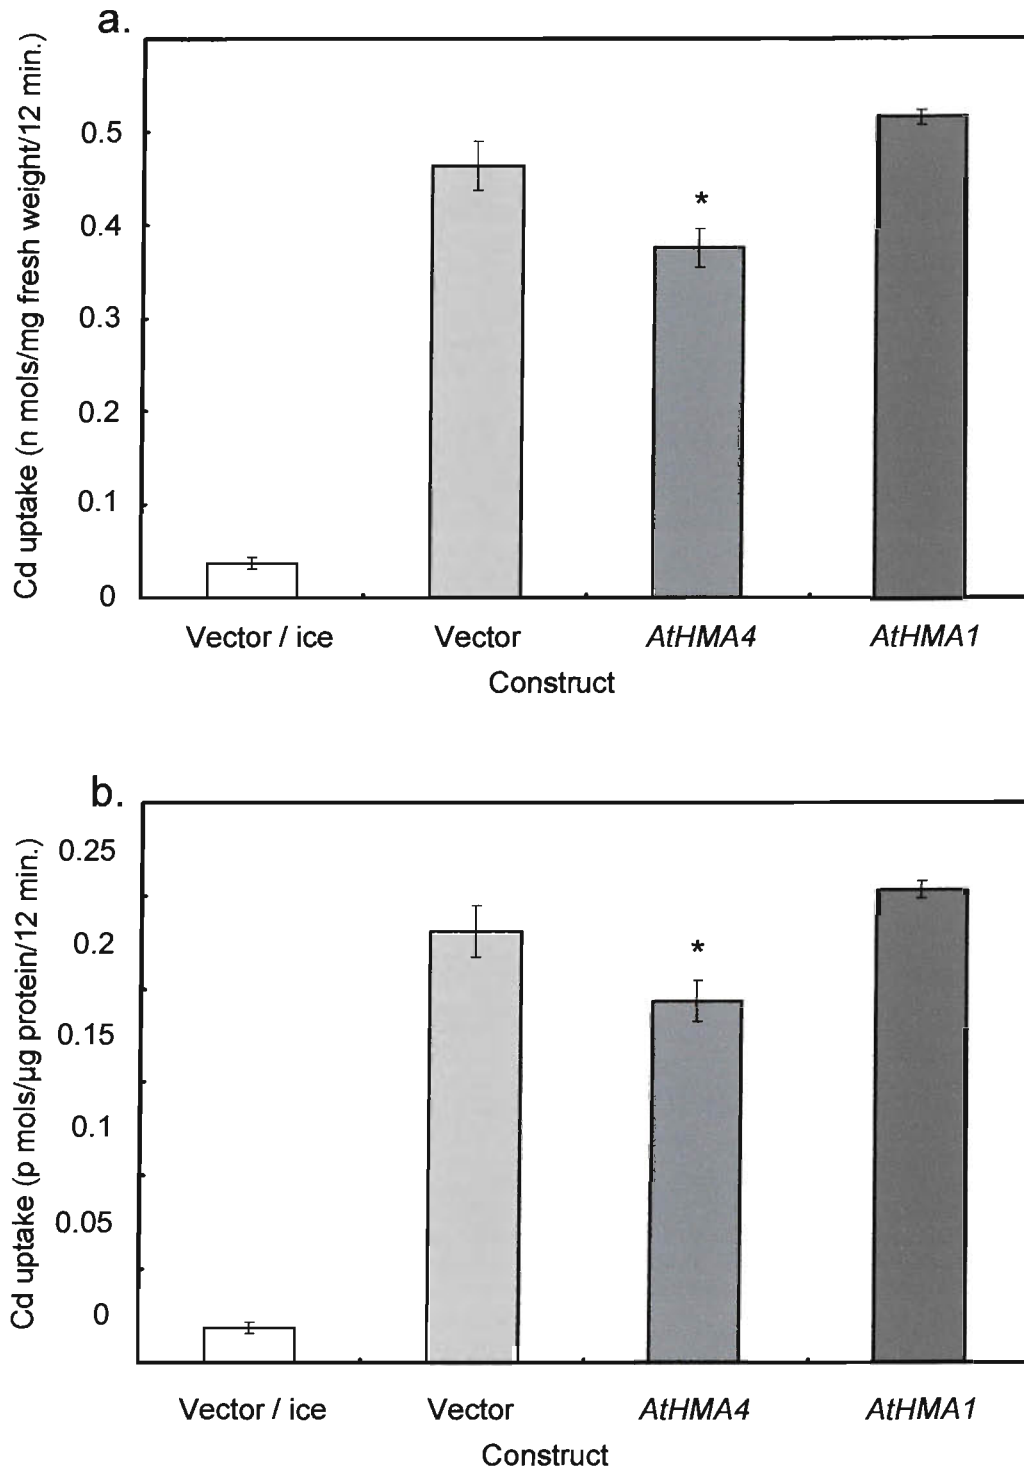 a.
Cd uptake (n mols/mg fresh weight/12 min.)
0.5
0.4
0.3
0.2
0.1
0
*
Vector / ice Vector AtHMA4 AtHMA1
Construct
b.
Cd uptake (p mols/µg protein/12 min.)
0.25
0.2
0.15
0.1
0.05
0
*
Vector / ice Vector AtHMA4 AtHMA1
Construct